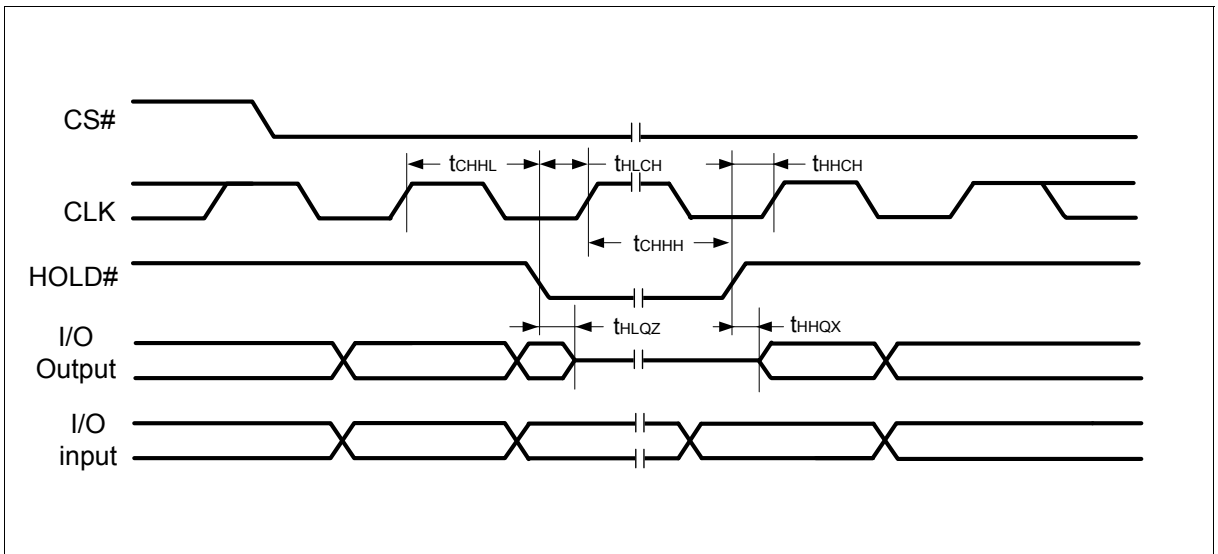 CS#
tCHHL
tHLCH
tHHCH
CLK
tCHHH
HOLD#
I/O
Output
tHLQZ
tHHQX
I/O
input